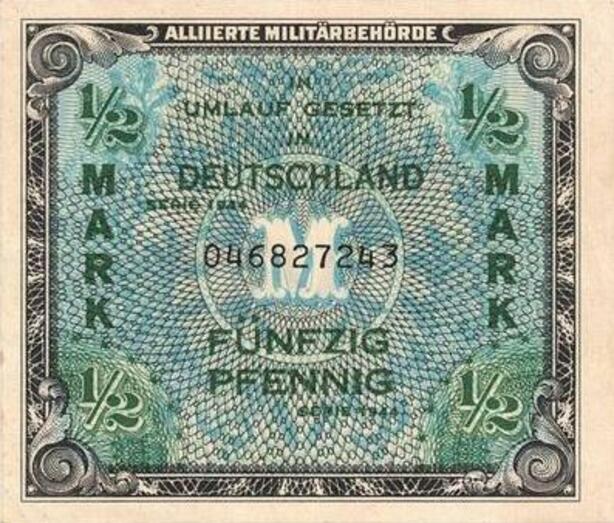 ALLIIERTE MILITÄRBEHÖRDE
1/2
1/2
IN
UMLAUF GESETZT
IN
DEUTSCHLAND
SERIE 1944
MARK
MARK
M
046827243
FÜNFZIG
PFENNIG
SERIE 1944
1/2
1/2